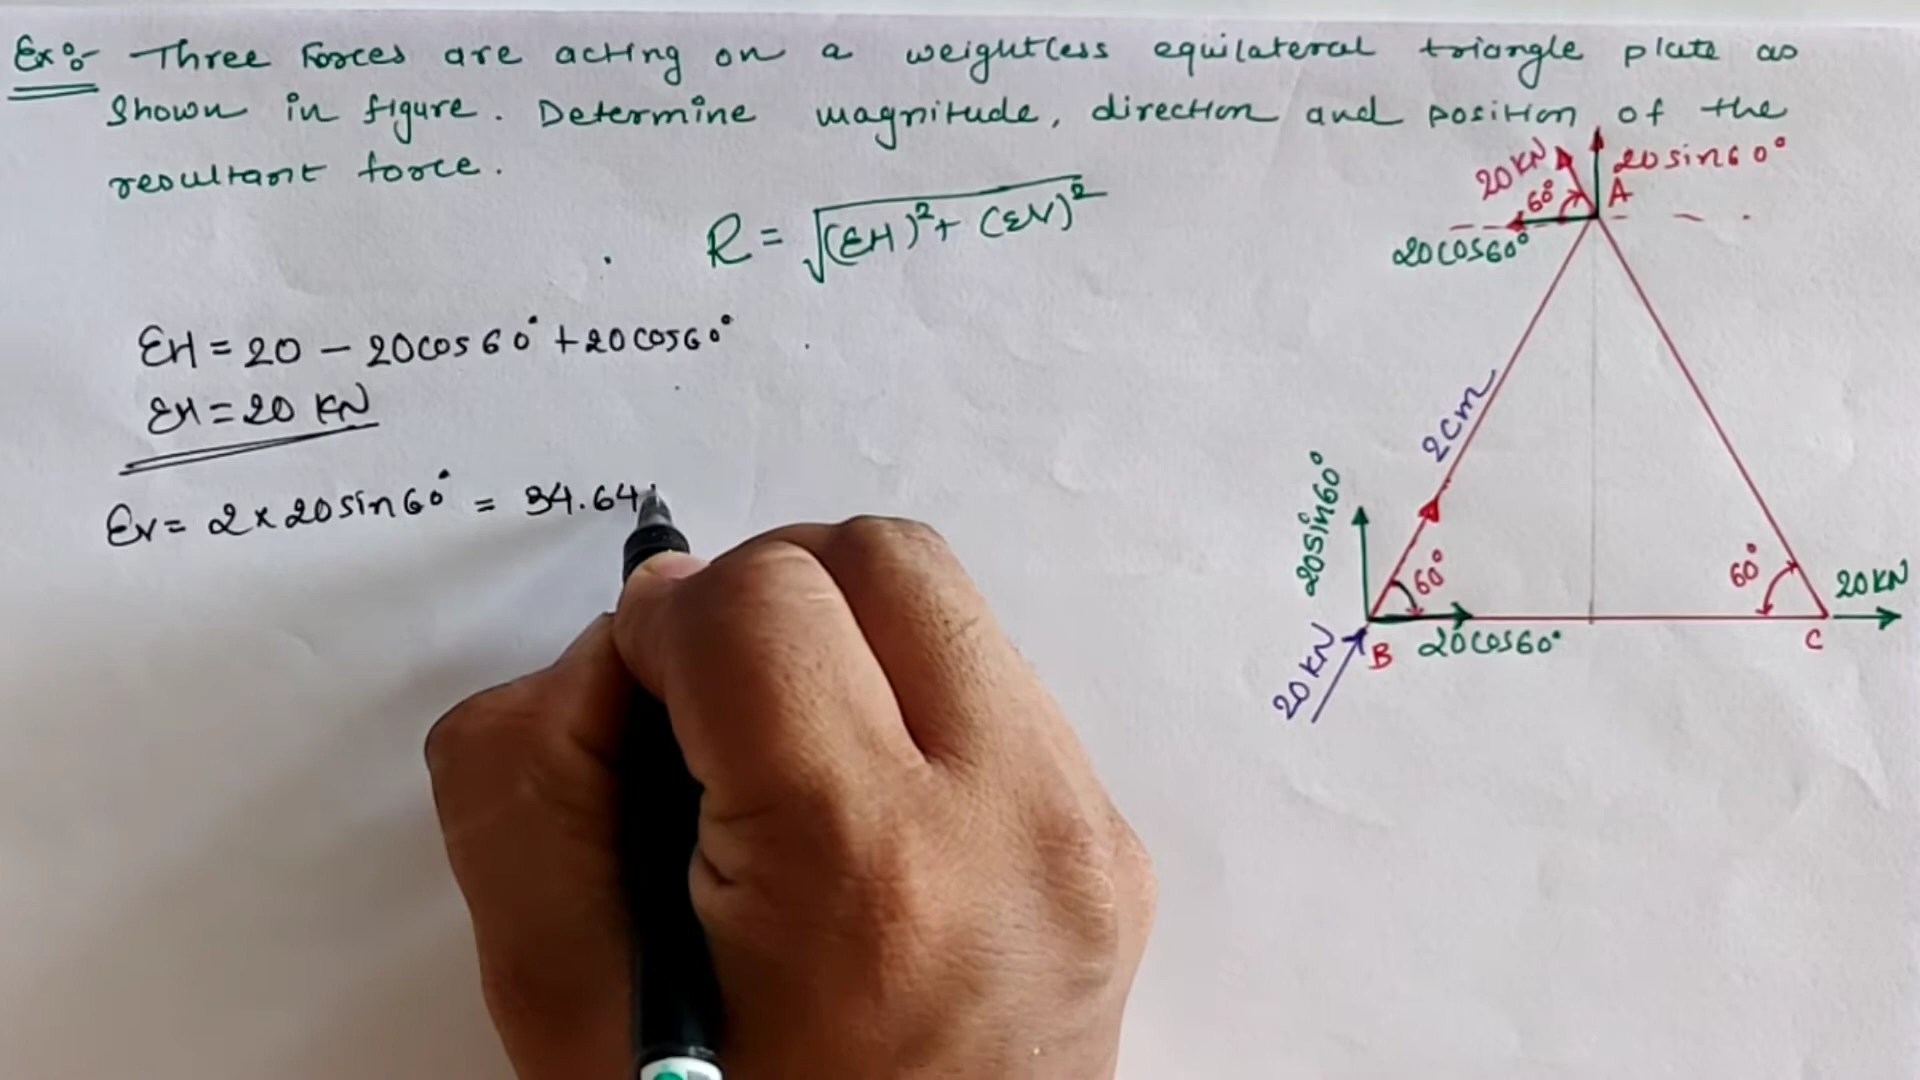 Ex:- Three Forces are acting on a weightless equilateral triangle plate as
Shown in figure. Determine magnitude, direction and position of the
resultant force.
R = √(ΣH)² + (ΣV)²
ΣH = 20 - 20cos60° + 20cos60°
ΣH = 20 KN
Σv = 2 × 20sin60° = 34.64
20KN
20sin60°
60°
A
20cos60°
2cm
20sin60°
60°
60°
20KN
20KN
B
20cos60°
C